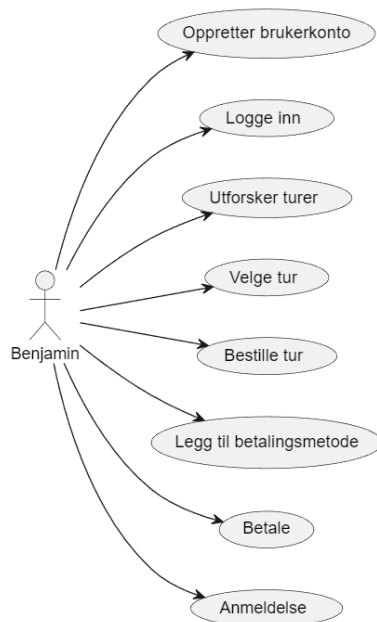 Oppretter brukerkonto
Logge inn
Utforsker turer
Velge tur
Benjamin
Bestille tur
Legg til betalingsmetode
Betale
Anmeldelse